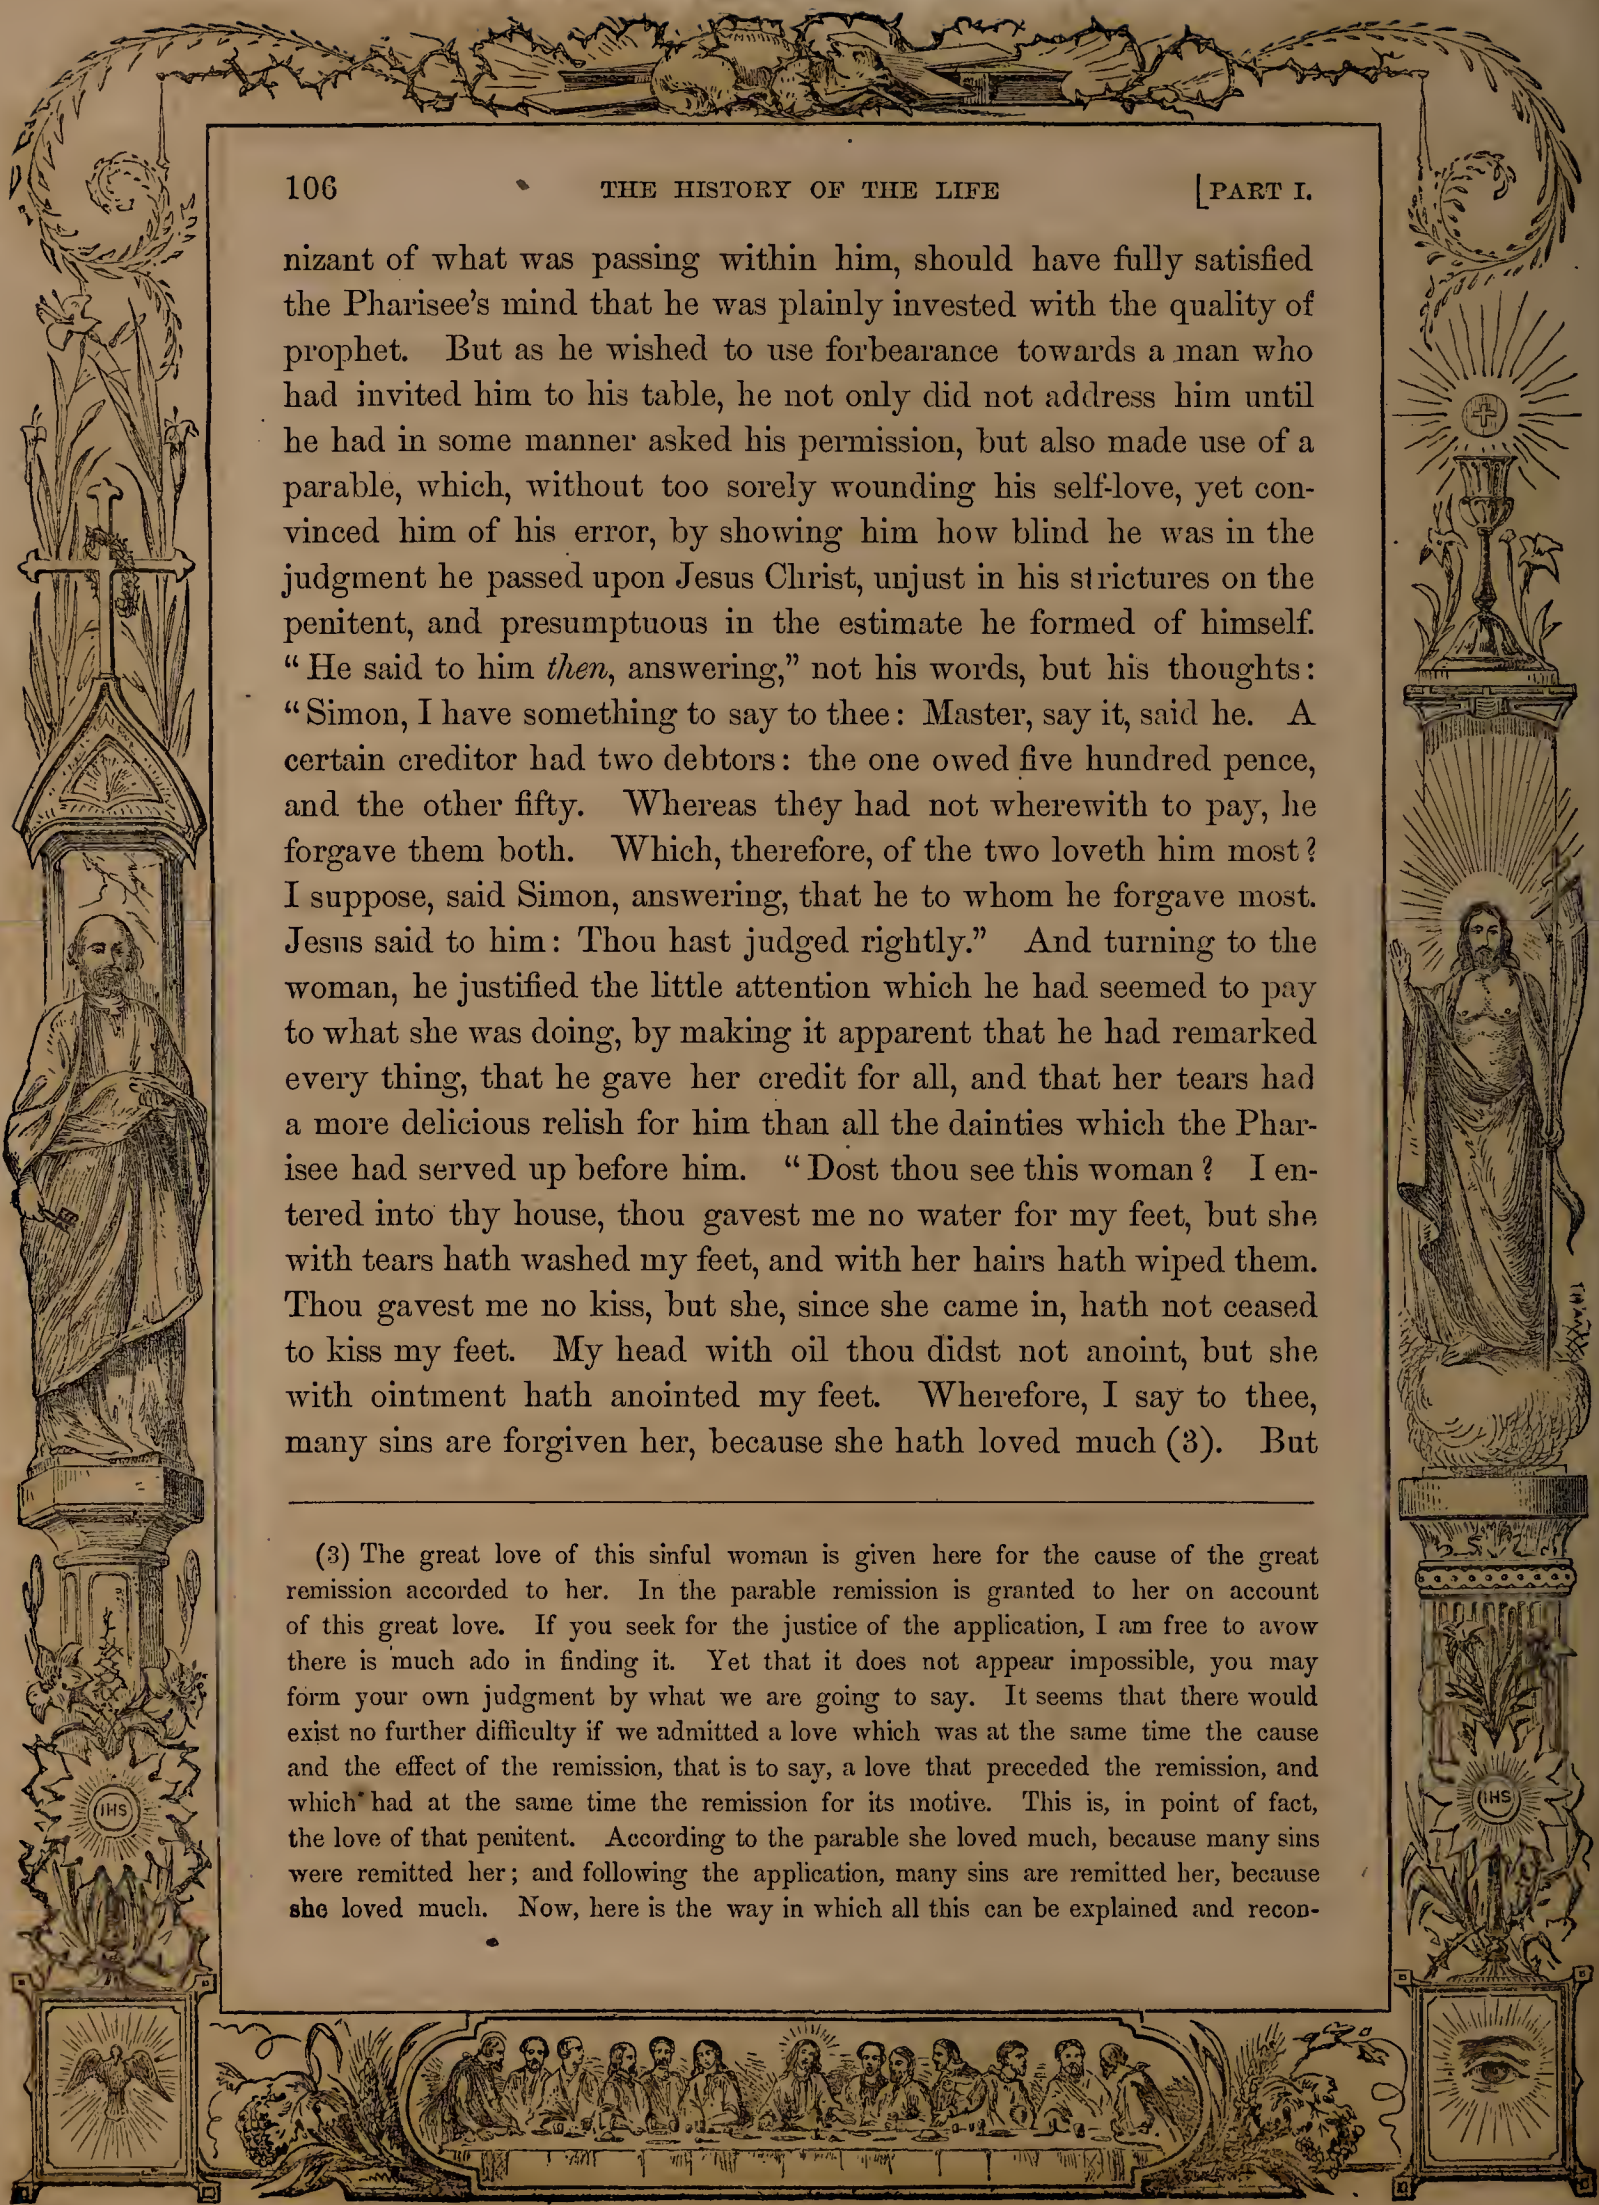 106 THE HISTORY OF THE LIFE [PART I.
nizant of what was passing within him, should have fully satisfied
the Pharisee's mind that he was plainly invested with the quality of
prophet. But as he wished to use forbearance towards a man who
had invited him to his table, he not only did not address him until
he had in some manner asked his permission, but also made use of a
parable, which, without too sorely wounding his self-love, yet con-
vinced him of his error, by showing him how blind he was in the
judgment he passed upon Jesus Christ, unjust in his strictures on the
penitent, and presumptuous in the estimate he formed of himself.
“He said to him then, answering,” not his words, but his thoughts:
“Simon, I have something to say to thee: Master, say it, said he. A
certain creditor had two debtors: the one owed five hundred pence,
and the other fifty. Whereas they had not wherewith to pay, he
forgave them both. Which, therefore, of the two loveth him most?
I suppose, said Simon, answering, that he to whom he forgave most.
Jesus said to him: Thou hast judged rightly.” And turning to the
woman, he justified the little attention which he had seemed to pay
to what she was doing, by making it apparent that he had remarked
every thing, that he gave her credit for all, and that her tears had
a more delicious relish for him than all the dainties which the Phar-
isee had served up before him. “Dost thou see this woman? I en-
tered into thy house, thou gavest me no water for my feet, but she
with tears hath washed my feet, and with her hairs hath wiped them.
Thou gavest me no kiss, but she, since she came in, hath not ceased
to kiss my feet. My head with oil thou didst not anoint, but she
with ointment hath anointed my feet. Wherefore, I say to thee,
many sins are forgiven her, because she hath loved much (3). But
(3) The great love of this sinful woman is given here for the cause of the great
remission accorded to her. In the parable remission is granted to her on account
of this great love. If you seek for the justice of the application, I am free to avow
there is much ado in finding it. Yet that it does not appear impossible, you may
form your own judgment by what we are going to say. It seems that there would
exist no further difficulty if we admitted a love which was at the same time the cause
and the effect of the remission, that is to say, a love that preceded the remission, and
which had at the same time the remission for its motive. This is, in point of fact,
the love of that penitent. According to the parable she loved much, because many sins
were remitted her; and following the application, many sins are remitted her, because
she loved much. Now, here is the way in which all this can be explained and recon-
IHS
IHS